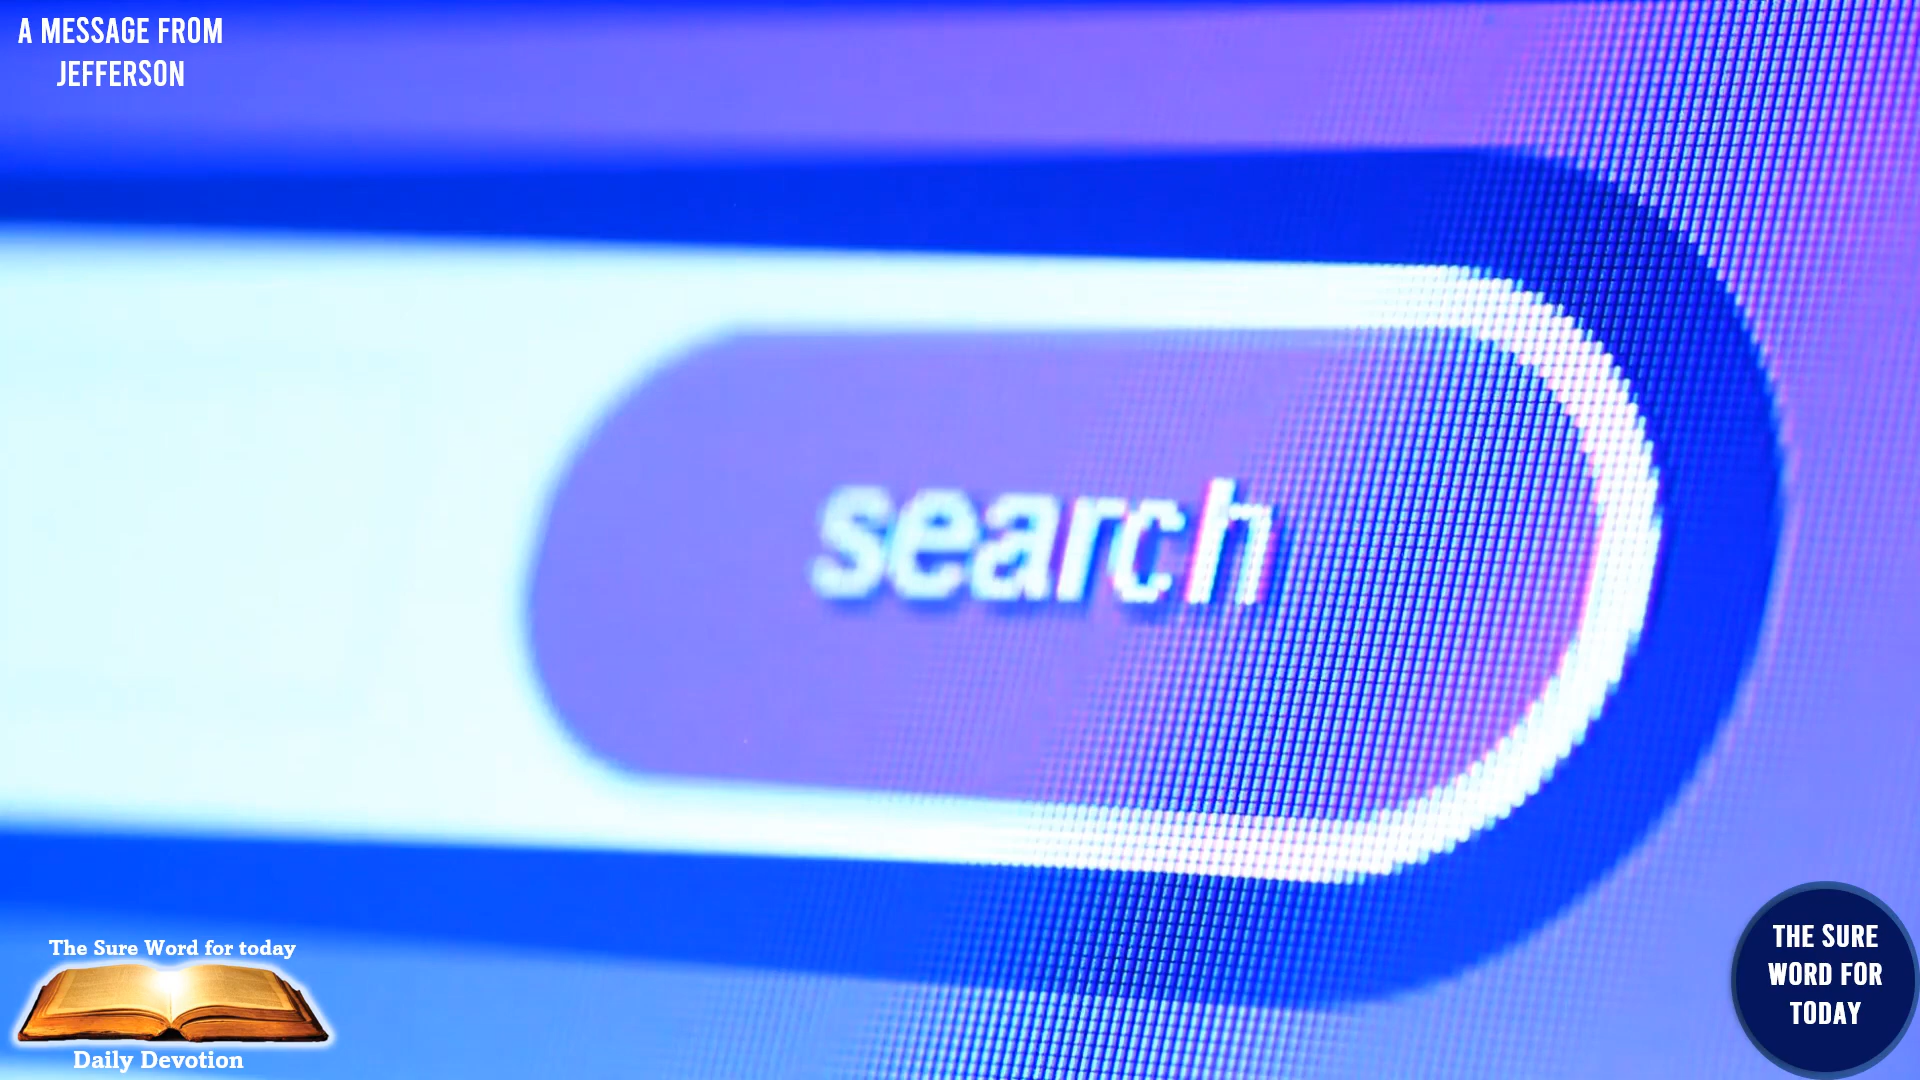 A MESSAGE FROM
JEFFERSON
search
The Sure Word for today
Daily Devotion
THE SURE
WORD FOR
TODAY